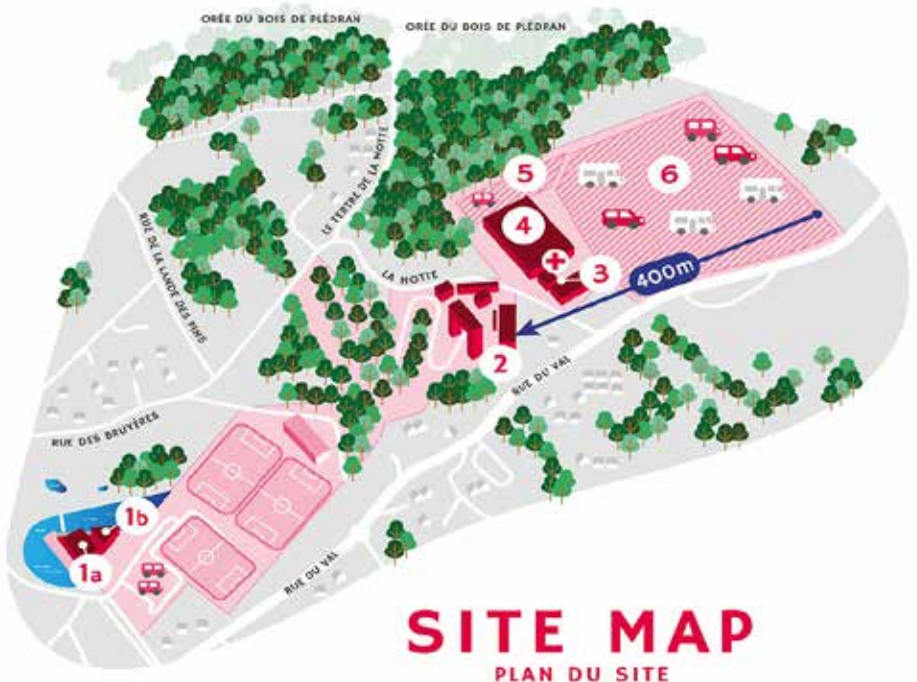 ORÉE DU BOIS DE PLÉDRAN
ORÉE DU BOIS DE PLÉDRAN
LE TERTRE DE LA HOTTE
RUE DE LA LANDE DES PINS
5
6
4
3
LA HOTTE
400m
2
RUE DU VAL
RUE DES BRUYÈRES
1b
1a
RUE DU VAL
SITE MAP
PLAN DU SITE